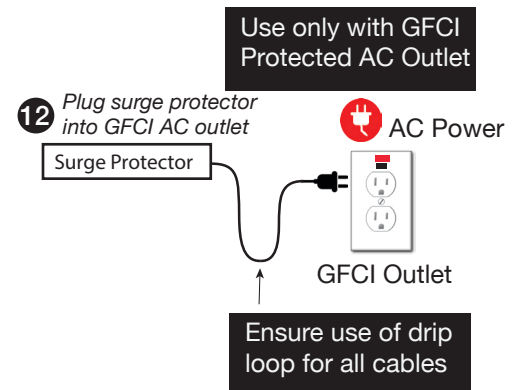 Use only with GFCI
Protected AC Outlet
12 Plug surge protector
into GFCI AC outlet
AC Power
Surge Protector
GFCI Outlet
Ensure use of drip
loop for all cables